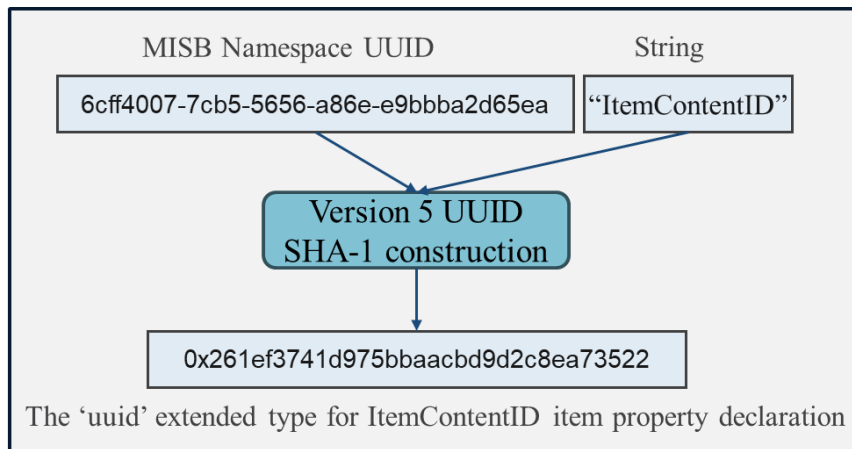 MISB Namespace UUID
String
6cff4007-7cb5-5656-a86e-e9bbba2d65ea
“ItemContentID”
Version 5 UUID
SHA-1 construction
0x261ef3741d975bbaacbd9d2c8ea73522
The ‘uuid’ extended type for ItemContentID item property declaration